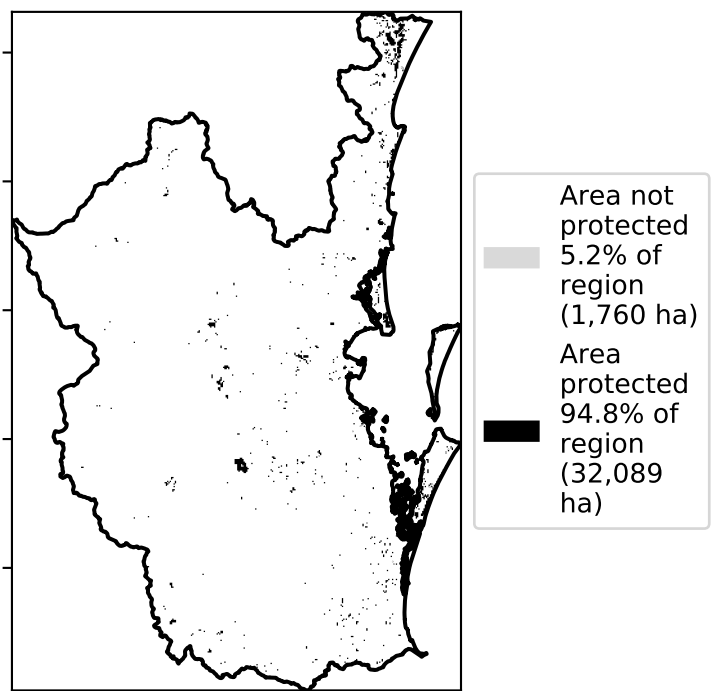 Area not
protected
5.2% of
region
(1,760 ha)
Area
protected
94.8% of
region
(32,089
ha)